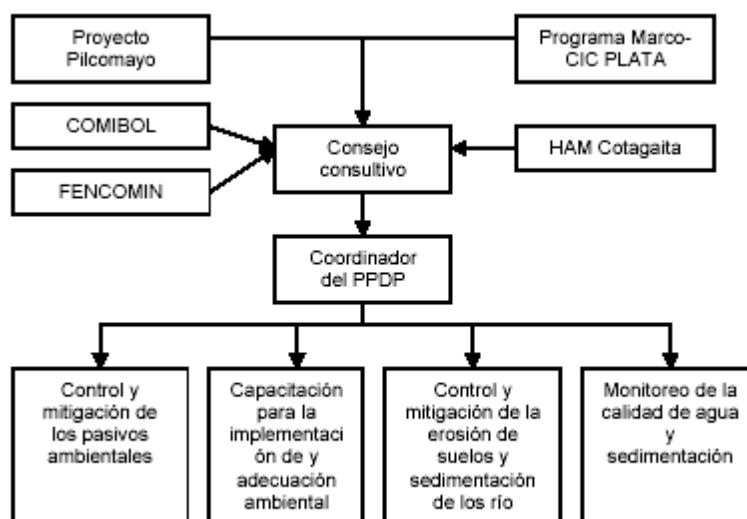 Proyecto
Pilcomayo
Programa Marco-
CIC PLATA
COMIBOL
FENCOMIN
Consejo
consultivo
HAM Cotagaita
Coordinador
del PPDP
Control y
mitigación de
los pasivos
ambientales
Capacitación
para la
implementaci
ón de y
adecuación
ambiental
Control y
mitigación de la
erosión de
suelos y
sedimentación
de los río
Monitoreo de la
calidad de agua
y
sedimentación